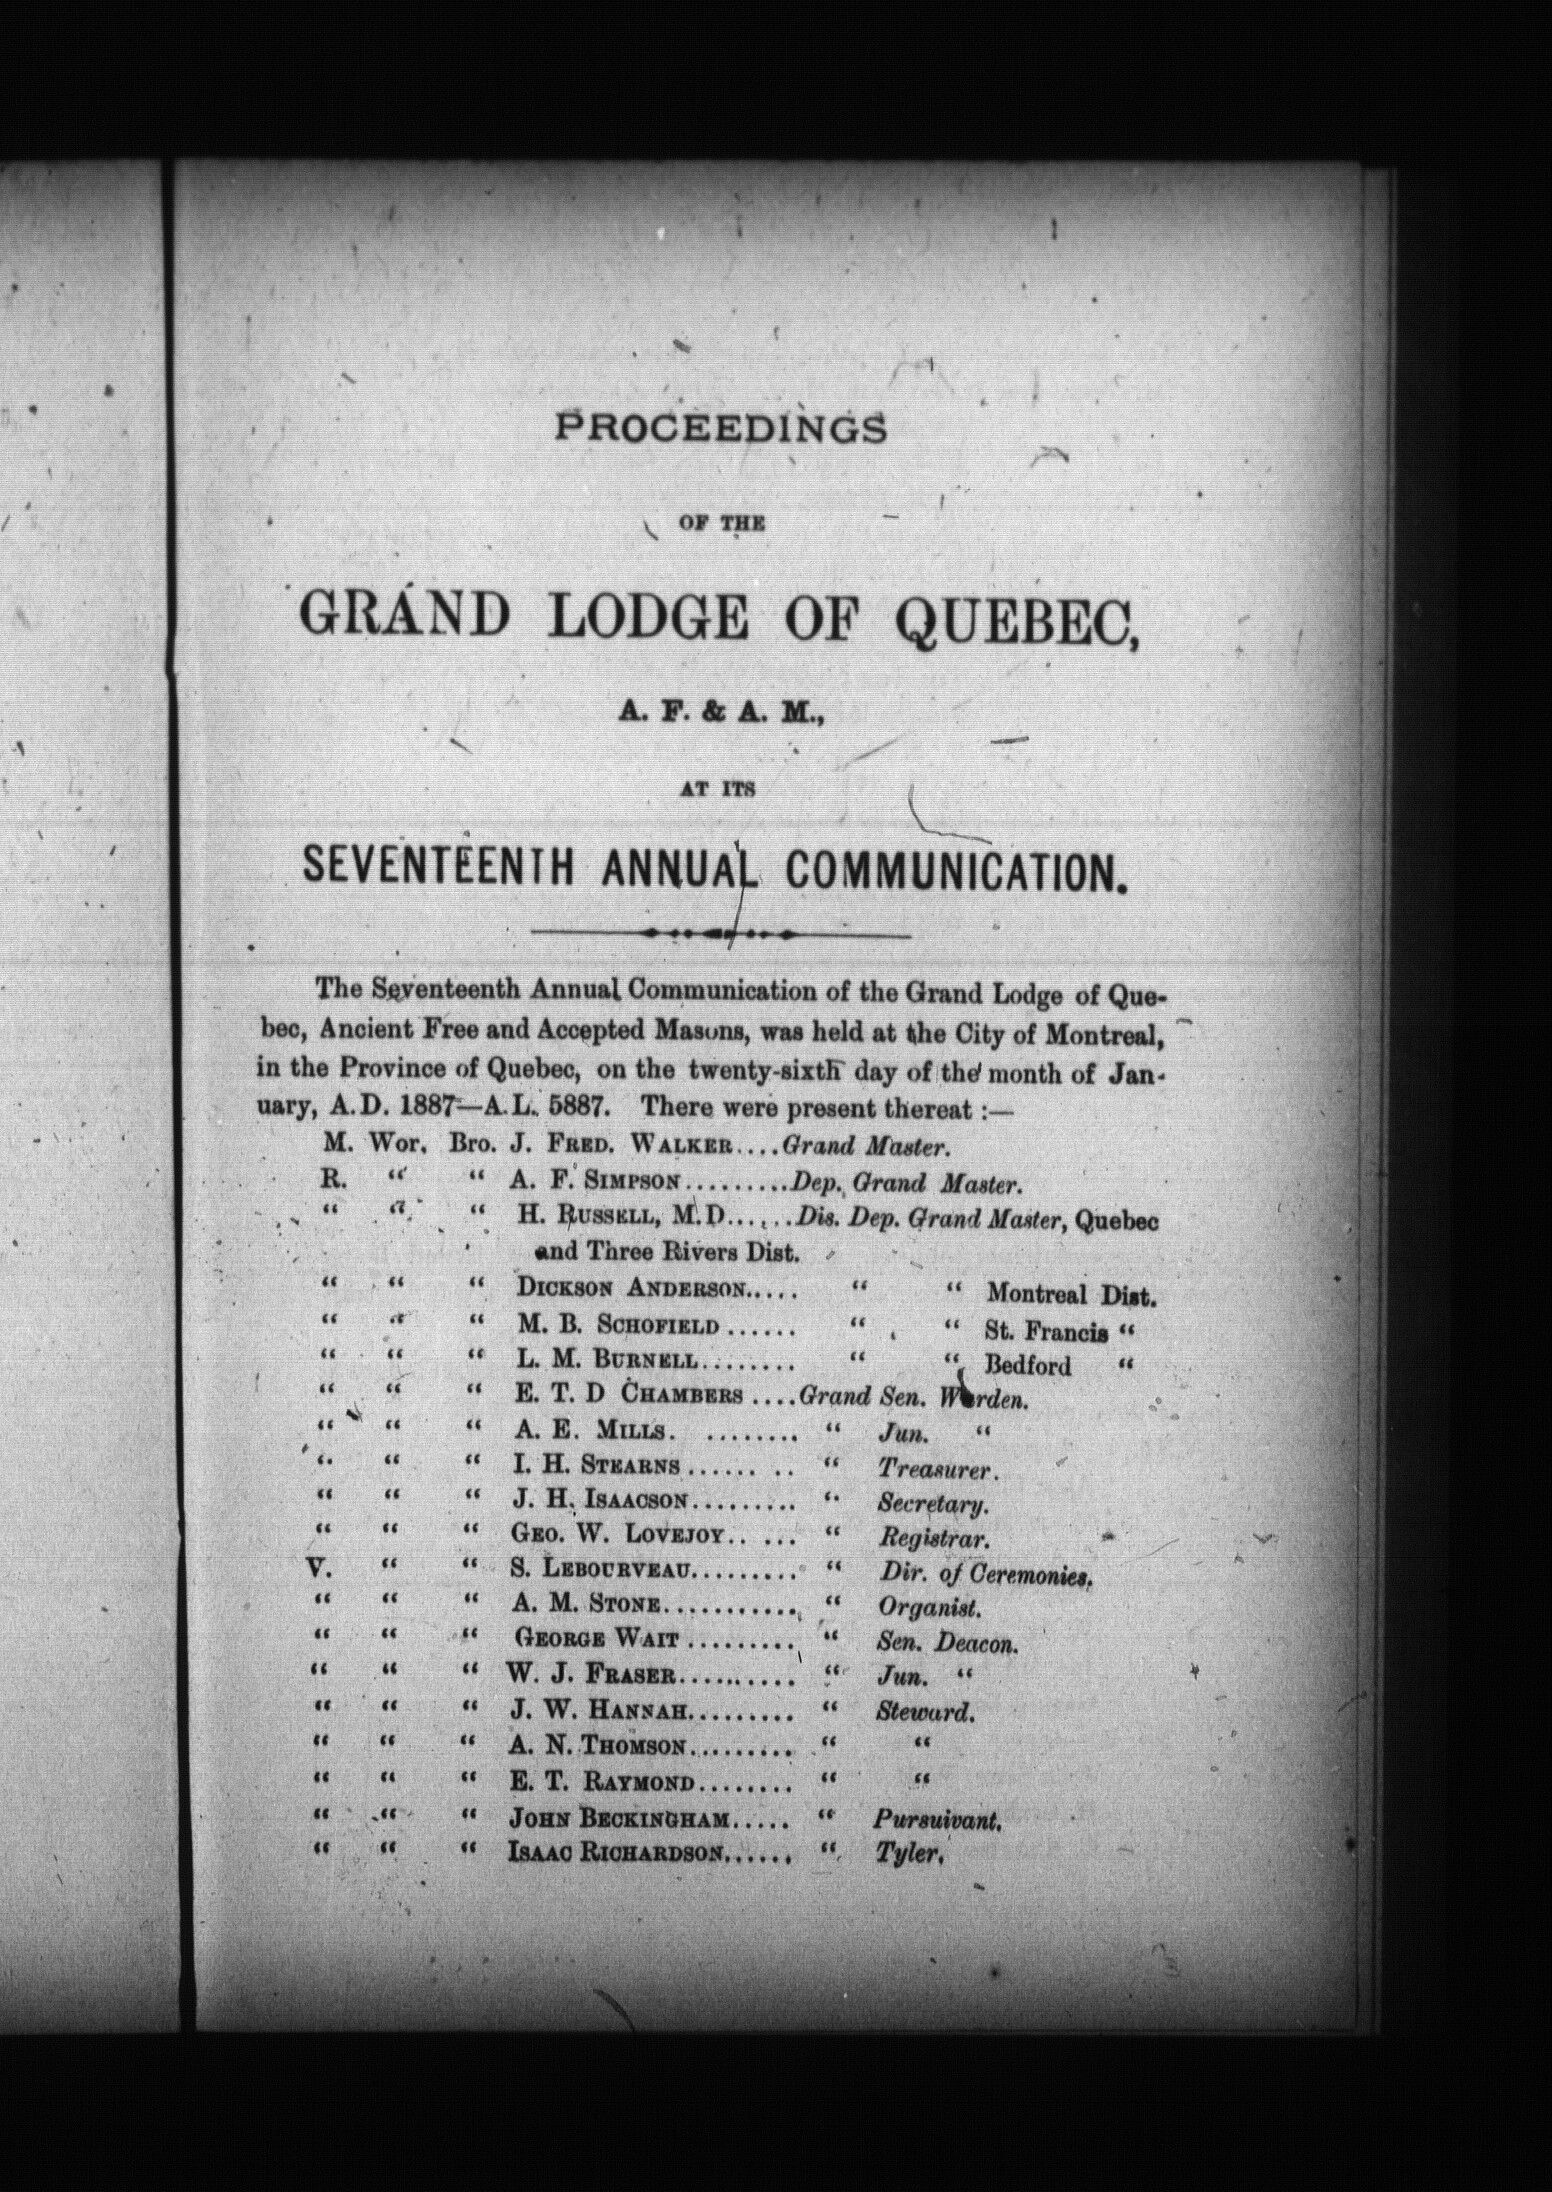 PROCEEDINGS
OF THE
GRAND LODGE OF QUEBEC,
A. F. & A. M.,
AT ITS
SEVENTEENTH ANNUAL COMMUNICATION.
The Seventeenth Annual Communication of the Grand Lodge of Que-
bec, Ancient Free and Accepted Masons, was held at the City of Montreal,
in the Province of Quebec, on the twenty-sixth day of the month of Jan-
uary, A.D. 1887—A.L. 5887. There were present thereat :—
M. Wor. Bro. J. FRED. WALKER....Grand Master.
R. “ “ A. F. SIMPSON.........Dep. Grand Master.
“ “ “ H. RUSSELL, M.D......Dis. Dep. Grand Master, Quebec
and Three Rivers Dist.
“ “ “ DICKSON ANDERSON..... “ “ Montreal Dist.
“ “ “ M. B. SCHOFIELD ...... “ “ St. Francis “
“ “ “ L. M. BURNELL........ “ “ Bedford “
“ “ “ E. T. D CHAMBERS ....Grand Sen. Warden.
“ “ “ A. E. MILLS. ........ “ Jun. “
“ “ “ I. H. STEARNS ...... .. “ Treasurer.
“ “ “ J. H. ISAACSON......... “ Secretary.
“ “ “ GEO. W. LOVEJOY.. ... “ Registrar.
V. “ “ S. LEBOURVEAU......... “ Dir. of Ceremonies.
“ “ “ A. M. STONE........... “ Organist.
“ “ “ GEORGE WAIT ......... “ Sen. Deacon.
“ “ “ W. J. FRASER.......... “ Jun. “
“ “ “ J. W. HANNAH......... “ Steward.
“ “ “ A. N. THOMSON......... “ “
“ “ “ E. T. RAYMOND........ “ “
“ “ “ JOHN BECKINGHAM..... “ Pursuivant.
“ “ “ ISAAC RICHARDSON...... “ Tyler.